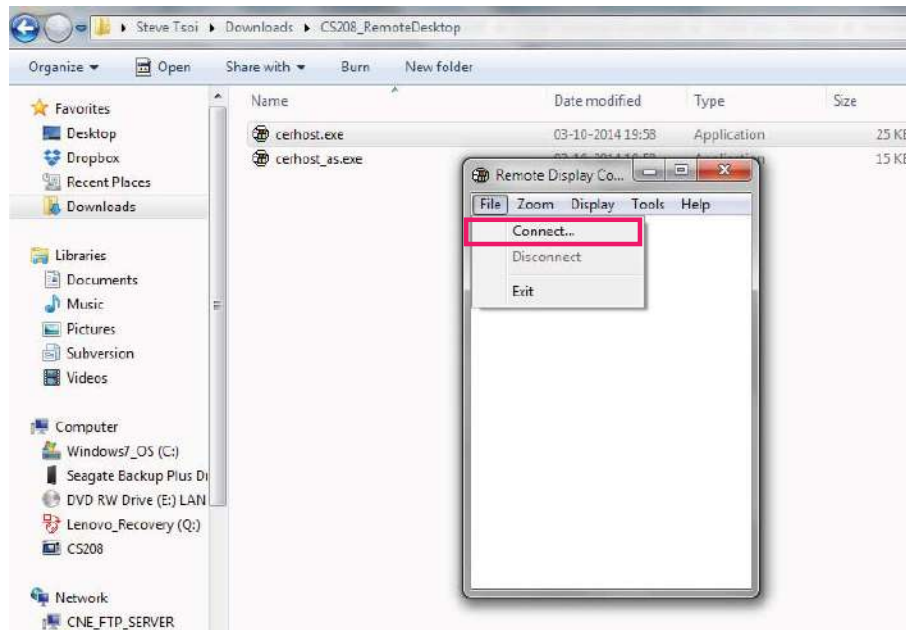 Steve Tsoi Downloads CS208_RemoteDesktop
Organize Open Share with Burn New folder
Name Date modified Type Size
Favorites
Desktop
Dropbox
Recent Places
Downloads
Libraries
Documents
Music
Pictures
Subversion
Videos
Computer
Windows7_OS (C:)
Seagate Backup Plus Dr
DVD RW Drive (E:) LAN
Lenovo_Recovery (Q:)
CS208
Network
CNE_FTP_SERVER
cerhost.exe 03-10-2014 19:58 Application 25 KB
cerhost_as.exe 15 KB
Remote Display Co...
File Zoom Display Tools Help
Connect...
Disconnect
Exit